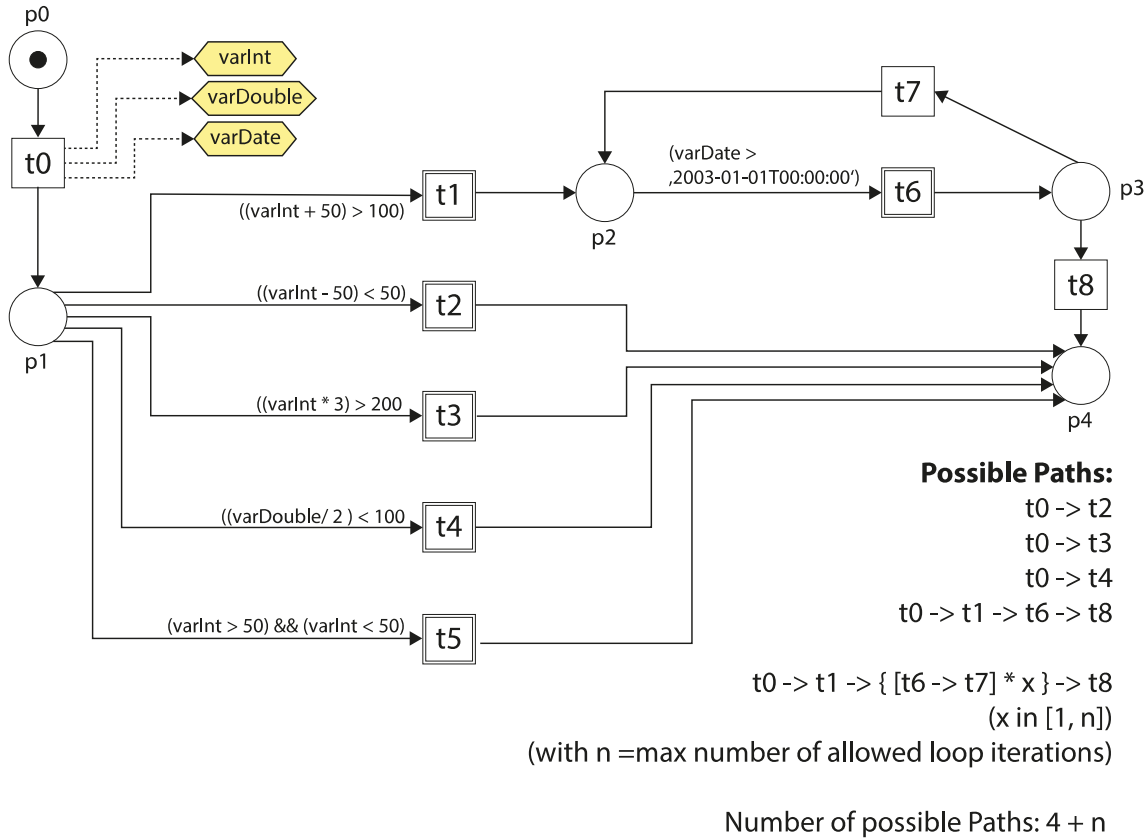 p0
varInt
varDouble
varDate
t0
t7
(varDate >
‚2003-01-01T00:00:00‘)
t1
t6
p3
((varInt + 50) > 100)
p2
t8
((varInt - 50) < 50)
t2
p1
((varInt * 3) > 200
t3
p4
((varDouble/ 2 ) < 100
t4
(varInt > 50) && (varInt < 50)
t5
Possible Paths:
t0 -> t2
t0 -> t3
t0 -> t4
t0 -> t1 -> t6 -> t8
t0 -> t1 -> { [t6 -> t7] * x } -> t8
(x in [1, n])
(with n =max number of allowed loop iterations)
Number of possible Paths: 4 + n